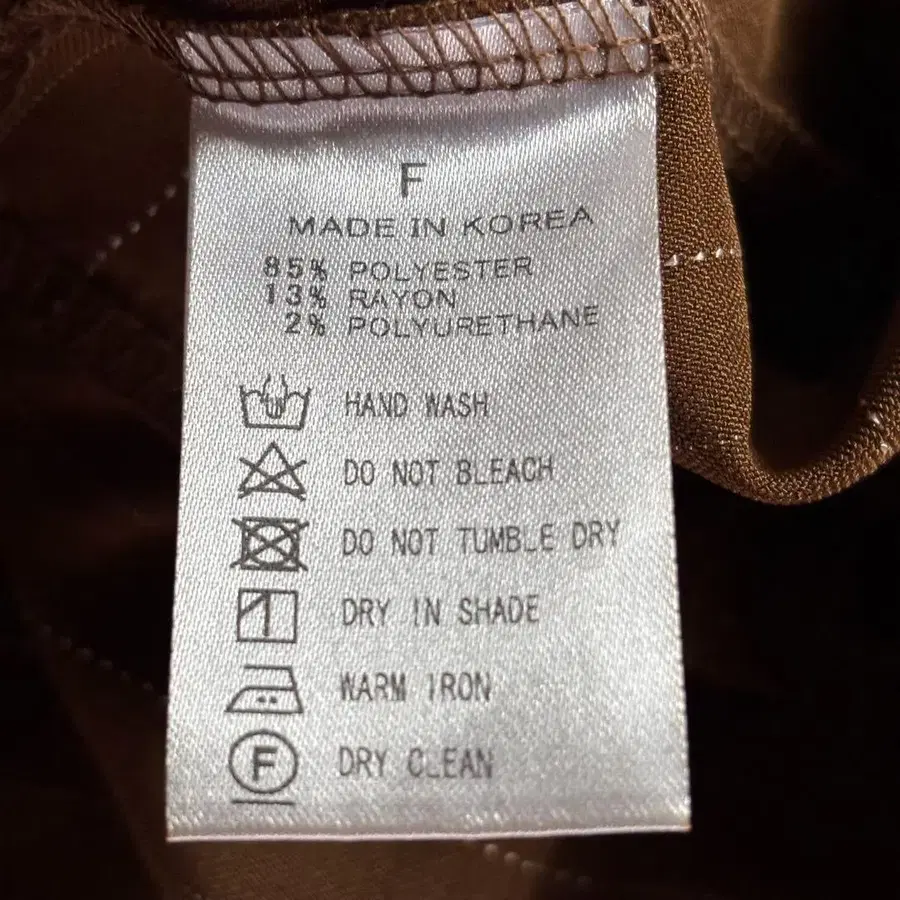 F
MADE IN KOREA
85% POLYESTER
13% RAYON
2% POLYURETHANE
HAND WASH
DO NOT BLEACH
DO NOT TUMBLE DRY
DRY IN SHADE
WARM IRON
F DRY CLEAN